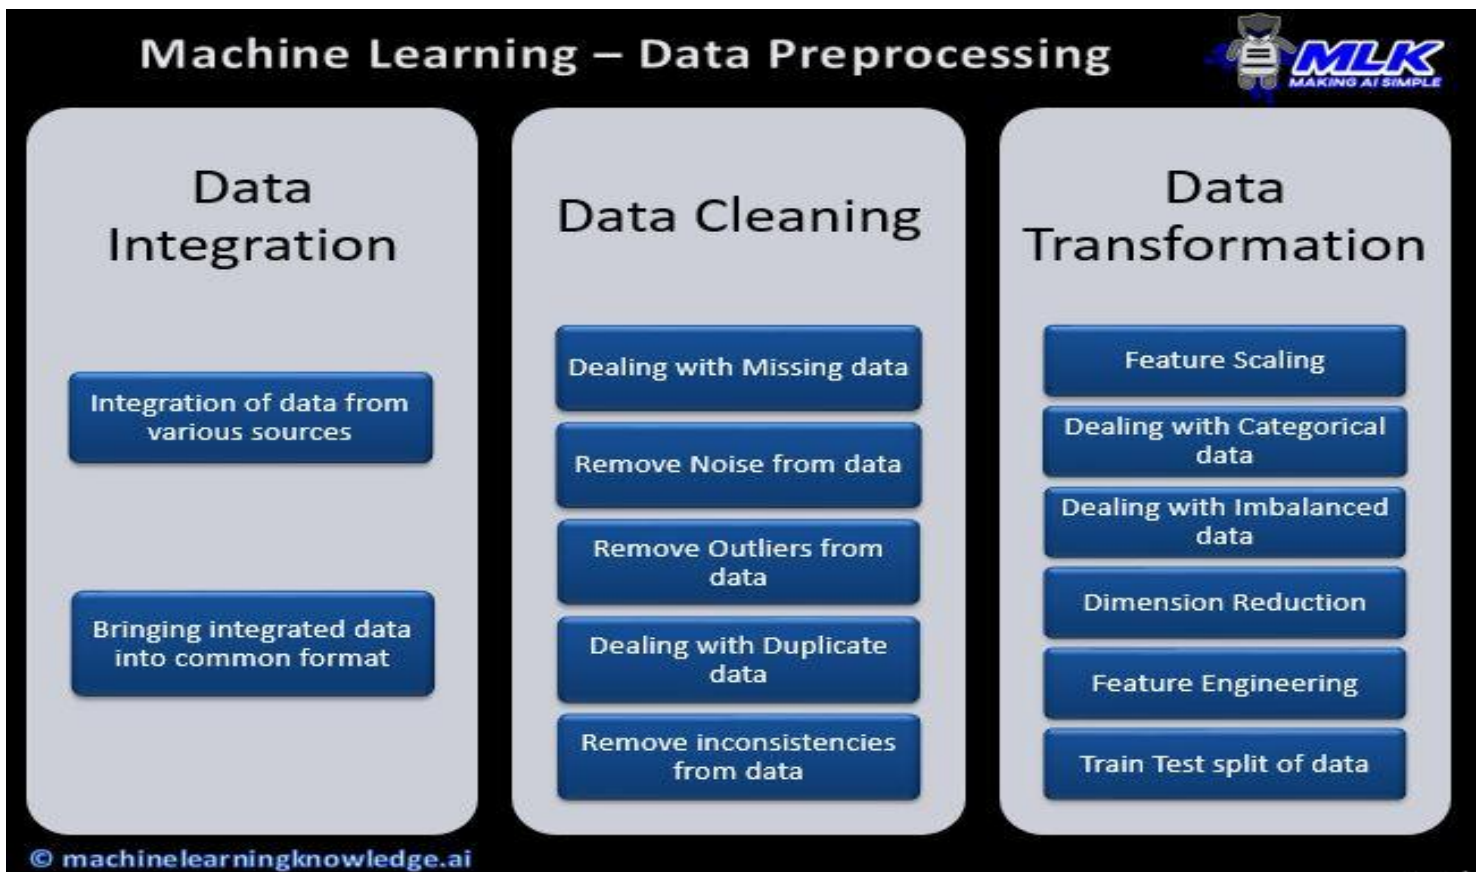 Machine Learning – Data Preprocessing
MLK
MAKING AI SIMPLE
Data
Integration
Integration of data from
various sources
Bringing integrated data
into common format
Data Cleaning
Dealing with Missing data
Remove Noise from data
Remove Outliers from
data
Dealing with Duplicate
data
Remove inconsistencies
from data
Data
Transformation
Feature Scaling
Dealing with Categorical
data
Dealing with Imbalanced
data
Dimension Reduction
Feature Engineering
Train Test split of data
© machinelearningknowledge.ai